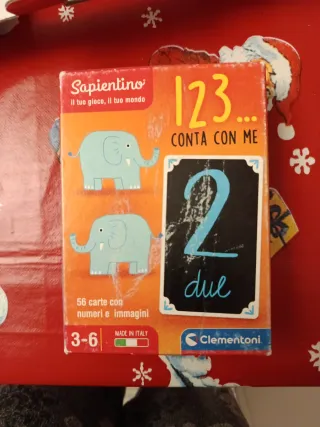 Sapientino
il tuo gioco, il tuo mondo
123...
CONTA CON ME
2
due
56 carte con
numeri e immagini
3-6
MADE IN ITALY
Clementoni